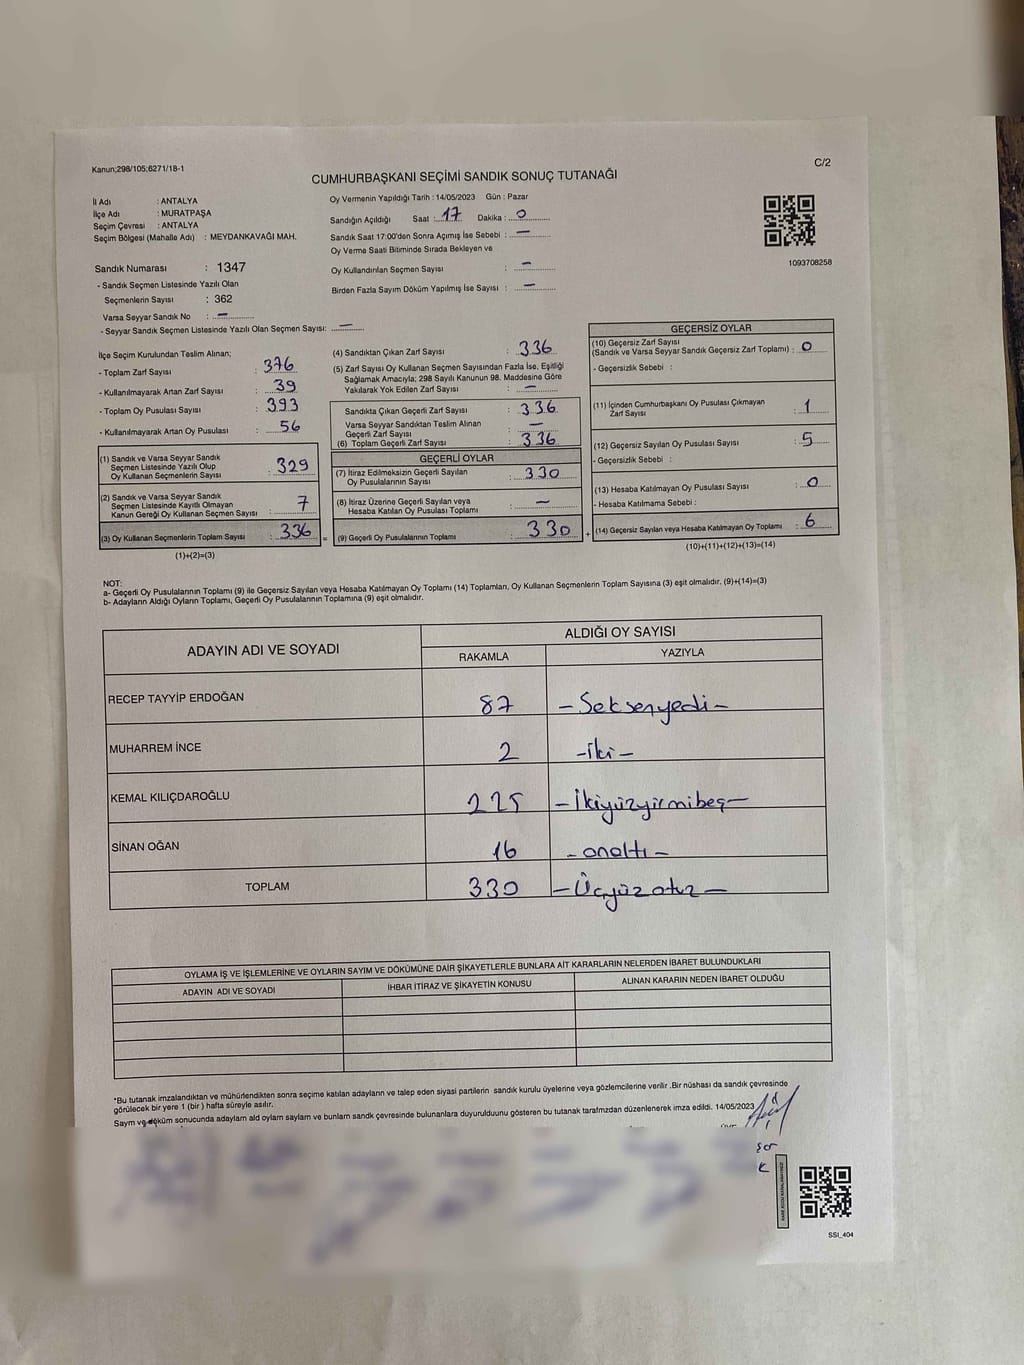 Kanun;298/105;6271/18-1
C/2
CUMHURBAŞKANI SEÇİMİ SANDIK SONUÇ TUTANAĞI
İl Adı : ANTALYA
İlçe Adı : MURATPAŞA
Seçim Çevresi : ANTALYA
Seçim Bölgesi (Mahalle Adı) : MEYDANKAVAĞI MAH.
Oy Vermenin Yapıldığı Tarih : 14/05/2023 Gün : Pazar
Sandığın Açıldığı Saat : 17 Dakika : 0
Sandık Saat 17:00'den Sonra Açımış İse Sebebi : —
Oy Verme Saati Bitiminde Sırada Bekleyen ve
Oy Kullandırılan Seçmen Sayısı : —
Birden Fazla Sayım Döküm Yapılmış İse Sayısı : —
1093708258
Sandık Numarası : 1347
- Sandık Seçmen Listesinde Yazılı Olan
Seçmenlerin Sayısı : 362
Varsa Seyyar Sandık No : —
- Seyyar Sandık Seçmen Listesinde Yazılı Olan Seçmen Sayısı: —
İlçe Seçim Kurulundan Teslim Alınan;
- Toplam Zarf Sayısı : 376
- Kullanılmayarak Artan Zarf Sayısı : 39
- Toplam Oy Pusulası Sayısı : 393
- Kullanılmayarak Artan Oy Pusulası : 56
(1) Sandık ve Varsa Seyyar Sandık
Seçmen Listesinde Yazılı Olup
Oy Kullanan Seçmenlerin Sayısı : 329
(2) Sandık ve Varsa Seyyar Sandık
Seçmen Listesinde Kayıtlı Olmayan
Kanun Gereği Oy Kullanan Seçmen Sayısı : 7
(3) Oy Kullanan Seçmenlerin Toplam Sayısı : 336
(1)+(2)=(3)
(4) Sandıktan Çıkan Zarf Sayısı : 336
(5) Zarf Sayısı Oy Kullanan Seçmen Sayısından Fazla İse, Eşitliği
Sağlamak Amacıyla; 298 Sayılı Kanunun 98. Maddesine Göre
Yakılarak Yok Edilen Zarf Sayısı : —
Sandıkta Çıkan Geçerli Zarf Sayısı : 336
Varsa Seyyar Sandıktan Teslim Alınan
Geçerli Zarf Sayısı : —
(6) Toplam Geçerli Zarf Sayısı : 336
GEÇERLİ OYLAR
(7) İtiraz Edilmeksizin Geçerli Sayılan
Oy Pusulalarının Sayısı : 330
(8) İtiraz Üzerine Geçerli Sayılan veya
Hesaba Katılan Oy Pusulası Toplamı : —
= (9) Geçerli Oy Pusulalarının Toplamı : 330
GEÇERSİZ OYLAR
(10) Geçersiz Zarf Sayısı
(Sandık ve Varsa Seyyar Sandık Geçersiz Zarf Toplamı) : 0
- Geçersizlik Sebebi :
(11) İçinden Cumhurbaşkanı Oy Pusulası Çıkmayan
Zarf Sayısı : 1
(12) Geçersiz Sayılan Oy Pusulası Sayısı : 5
- Geçersizlik Sebebi :
(13) Hesaba Katılmayan Oy Pusulası Sayısı : 0
- Hesaba Katılmama Sebebi :
+ (14) Geçersiz Sayılan veya Hesaba Katılmayan Oy Toplamı : 6
(10)+(11)+(12)+(13)=(14)
NOT:
a- Geçerli Oy Pusulalarının Toplamı (9) ile Geçersiz Sayılan veya Hesaba Katılmayan Oy Toplamı (14) Toplamları, Oy Kullanan Seçmenlerin Toplam Sayısına (3) eşit olmalıdır. (9)+(14)=(3)
b- Adayların Aldığı Oyların Toplamı, Geçerli Oy Pusulalarının Toplamına (9) eşit olmalıdır.
ADAYIN ADI VE SOYADI
ALDIĞI OY SAYISI
RAKAMLA YAZIYLA
RECEP TAYYİP ERDOĞAN 87 - Seksenyedi -
MUHARREM İNCE 2 - iki -
KEMAL KILIÇDAROĞLU 225 - İkiyüzyirmibeş -
SİNAN OĞAN 16 - onaltı -
TOPLAM 330 - Üçyüz otuz -
OYLAMA İŞ VE İŞLEMLERİNE VE OYLARIN SAYIM VE DÖKÜMÜNE DAİR ŞİKAYETLERLE BUNLARA AİT KARARLARIN NELERDEN İBARET BULUNDUKLARI
ADAYIN ADI VE SOYADI İHBAR İTİRAZ VE ŞİKAYETİN KONUSU ALINAN KARARIN NEDEN İBARET OLDUĞU
*Bu tutanak imzalandıktan ve mühürlendikten sonra seçime katılan adayların ve talep eden siyasi partilerin sandık kurulu üyelerine veya gözlemcilerine verilir .Bir nüshası da sandık çevresinde
görülecek bir yere 1 (bir ) hafta süreyle asılır.
Sayım ve döküm sonucunda adayların ald oyların sayların ve bunların sandk çevresinde bulunanlara duyurulduunu gösteren bu tutanak tarafmzdan düzenlenerek imza edildi. 14/05/2023
SSI_404